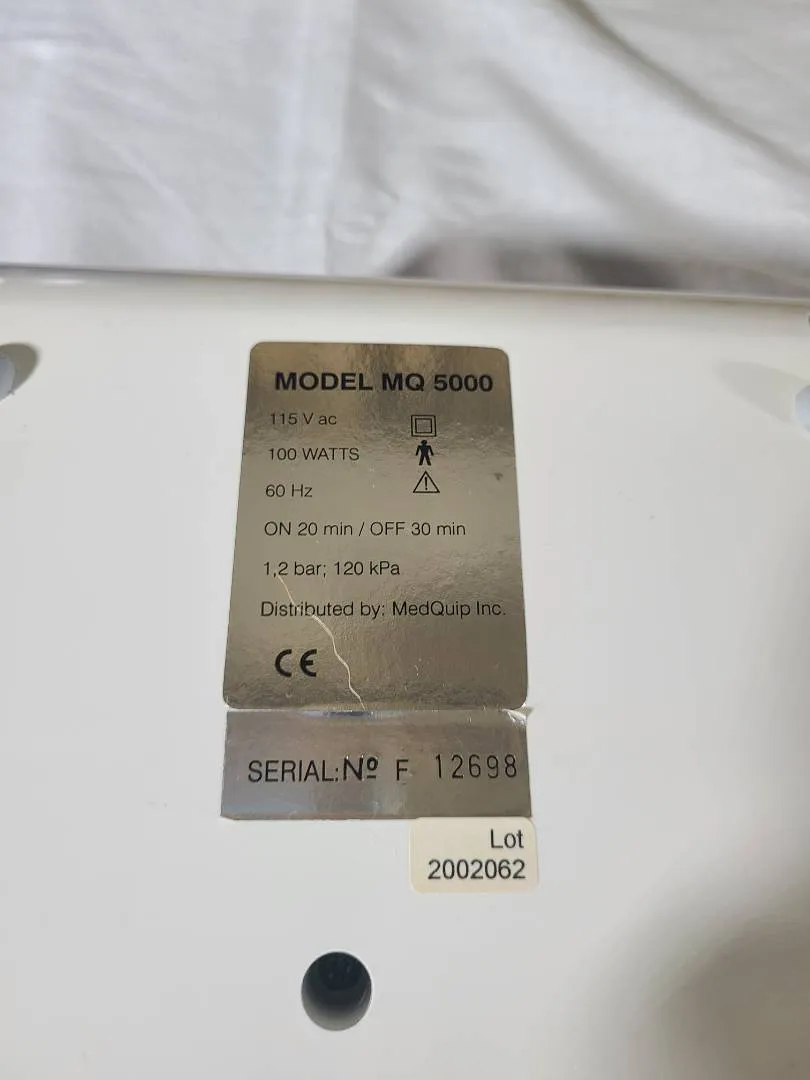 MODEL MQ 5000
115 V ac
100 WATTS
60 Hz
ON 20 min / OFF 30 min
1,2 bar; 120 kPa
Distributed by: MedQuip Inc.
CE
SERIAL: Nº F 12698
Lot
2002062